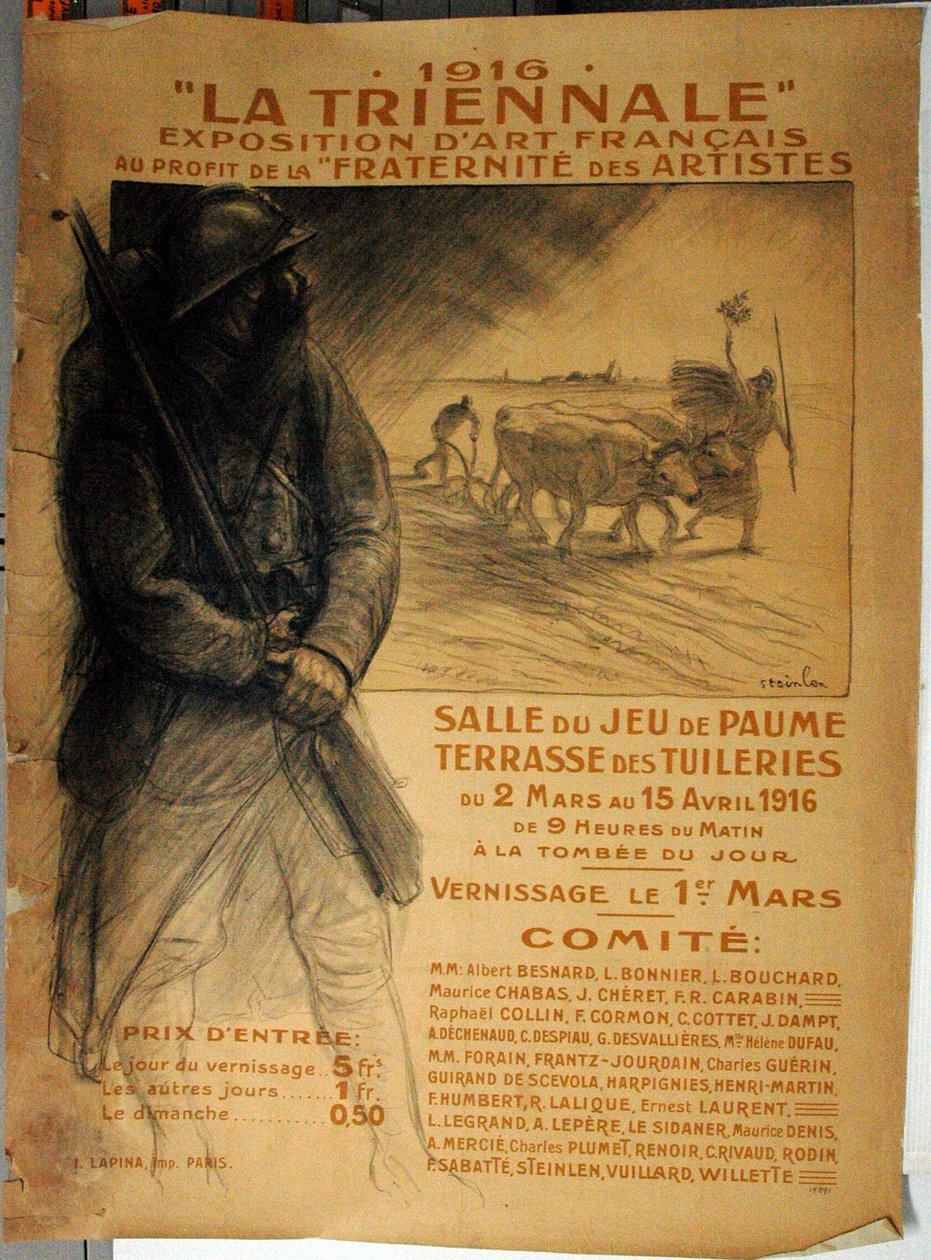 · 1916 ·
"LA TRIENNALE"
EXPOSITION D'ART FRANÇAIS
AU PROFIT DE LA "FRATERNITÉ DES ARTISTES
steinlen
SALLE DU JEU DE PAUME
TERRASSE DES TUILERIES
DU 2 MARS AU 15 AVRIL 1916
DE 9 HEURES DU MATIN
À LA TOMBÉE DU JOUR
VERNISSAGE LE 1er MARS
COMITÉ:
M.M: Albert BESNARD, L. BONNIER, L. BOUCHARD,
Maurice CHABAS, J. CHÉRET, F.R. CARABIN,
Raphaël COLLIN, F. CORMON, C. COTTET, J. DAMPT,
A. DÉCHENAUD, C. DESPIAU, G. DESVALLIÈRES, Mlle Hélène DUFAU,
M.M. FORAIN, FRANTZ-JOURDAIN, Charles GUÉRIN,
GUIRAND DE SCEVOLA, HARPIGNIES, HENRI-MARTIN,
F. HUMBERT, R. LALIQUE, Ernest LAURENT,
L. LEGRAND, A. LEPÈRE, LE SIDANER, Maurice DENIS,
A. MERCIÉ, Charles PLUMET, RENOIR, C. RIVAUD, RODIN,
F. SABATTÉ, STEINLEN, VUILLARD, WILLETTE
PRIX D'ENTRÉE:
Le jour du vernissage.. 5 frs
Les autres jours....... 1 fr.
Le dimanche............ 0,50
I. LAPINA, Imp. PARIS.